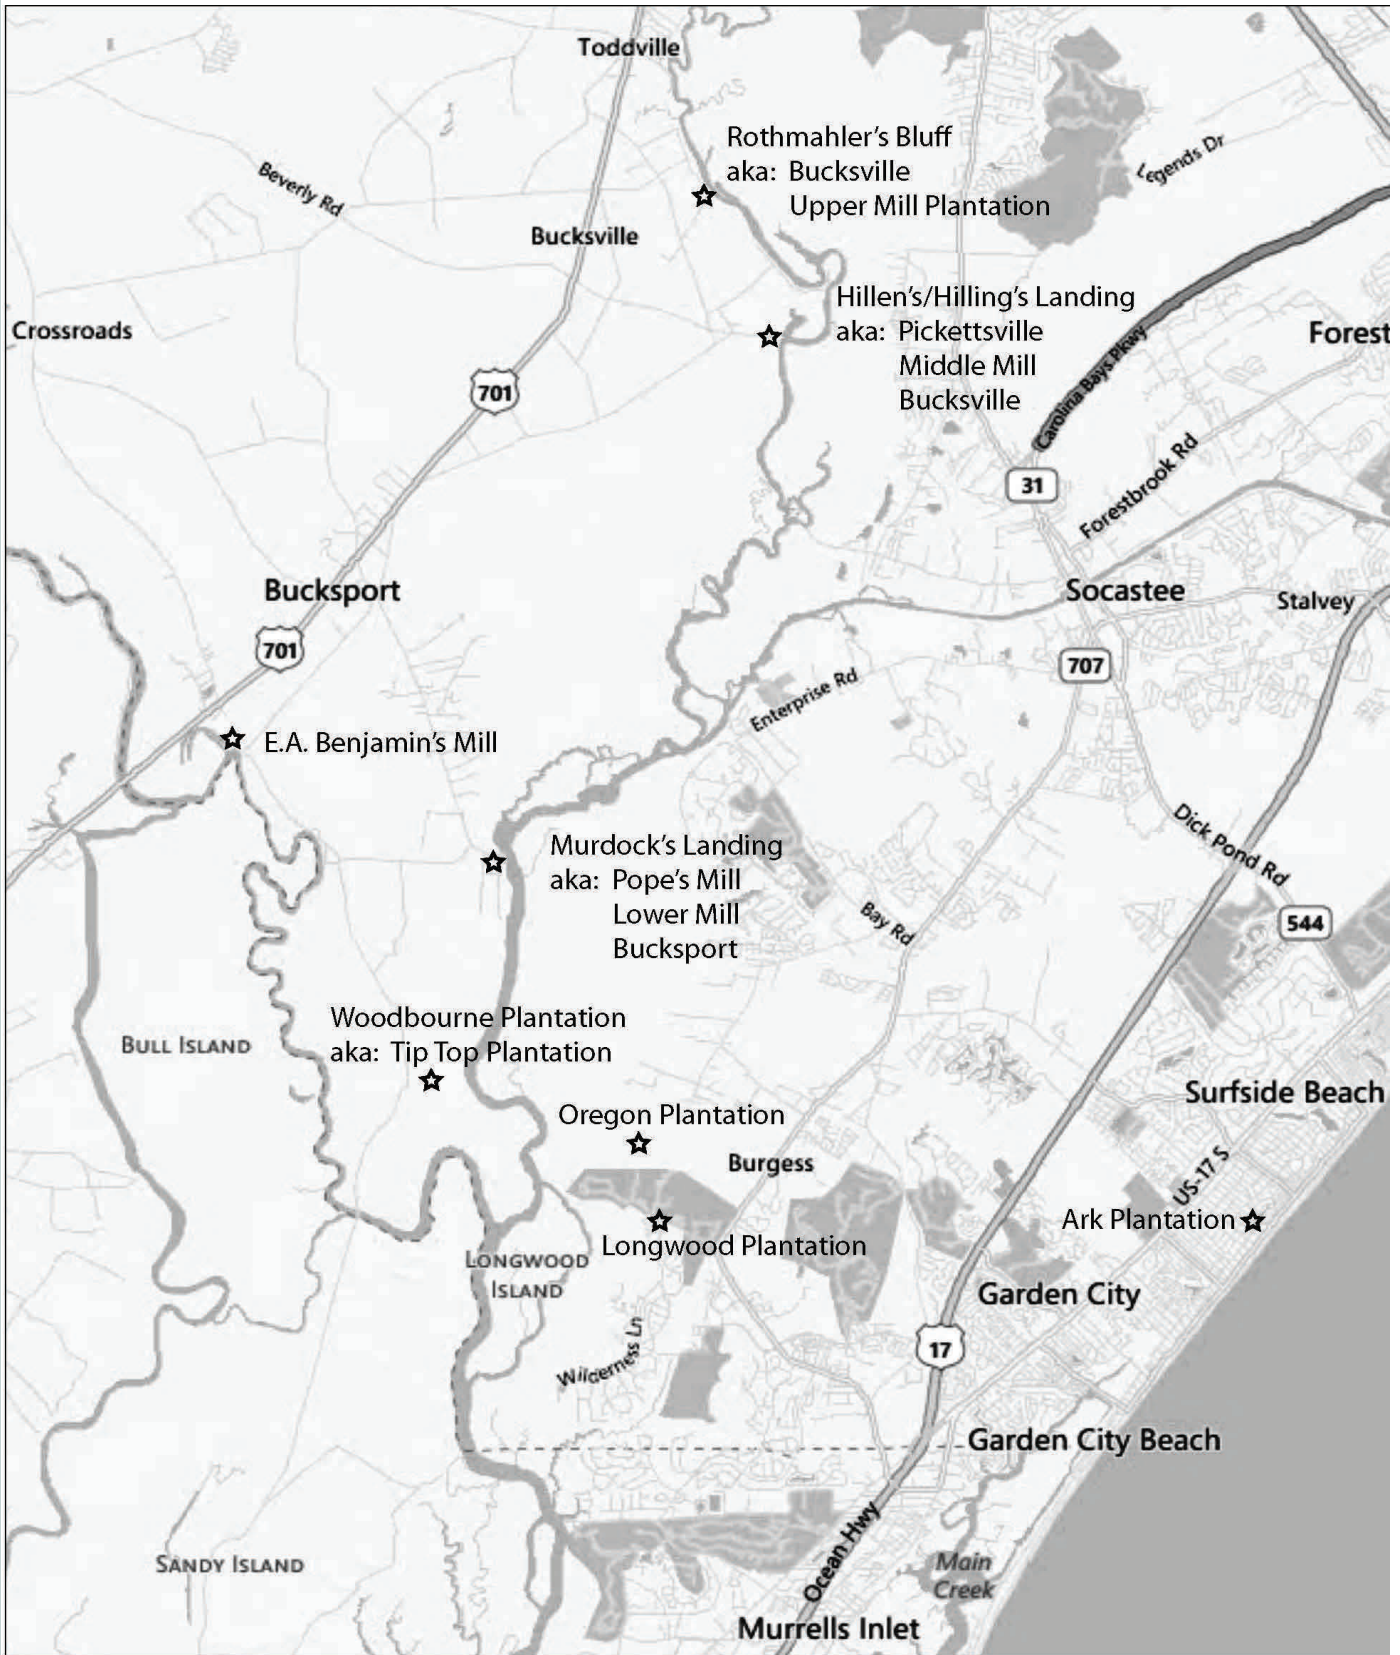 Toddville
Rothmahler's Bluff
aka: Bucksville
Upper Mill Plantation
Legends Dr
Beverly Rd
Bucksville
Hillen's/Hilling's Landing
aka: Pickettsville
Middle Mill
Bucksville
Crossroads
Forest
Carolina Bays Pkwy
701
31
Forestbrook Rd
Bucksport
Socastee
Stalvey
701
707
Enterprise Rd
E.A. Benjamin's Mill
Murdock's Landing
aka: Pope's Mill
Lower Mill
Bucksport
Dick Pond Rd
544
Bay Rd
Woodbourne Plantation
aka: Tip Top Plantation
BULL ISLAND
Surfside Beach
Oregon Plantation
Burgess
US-17 S
Ark Plantation
Longwood Plantation
LONGWOOD
ISLAND
Garden City
17
Wilderness Ln
Garden City Beach
Ocean Hwy
SANDY ISLAND
Main
Creek
Murrells Inlet